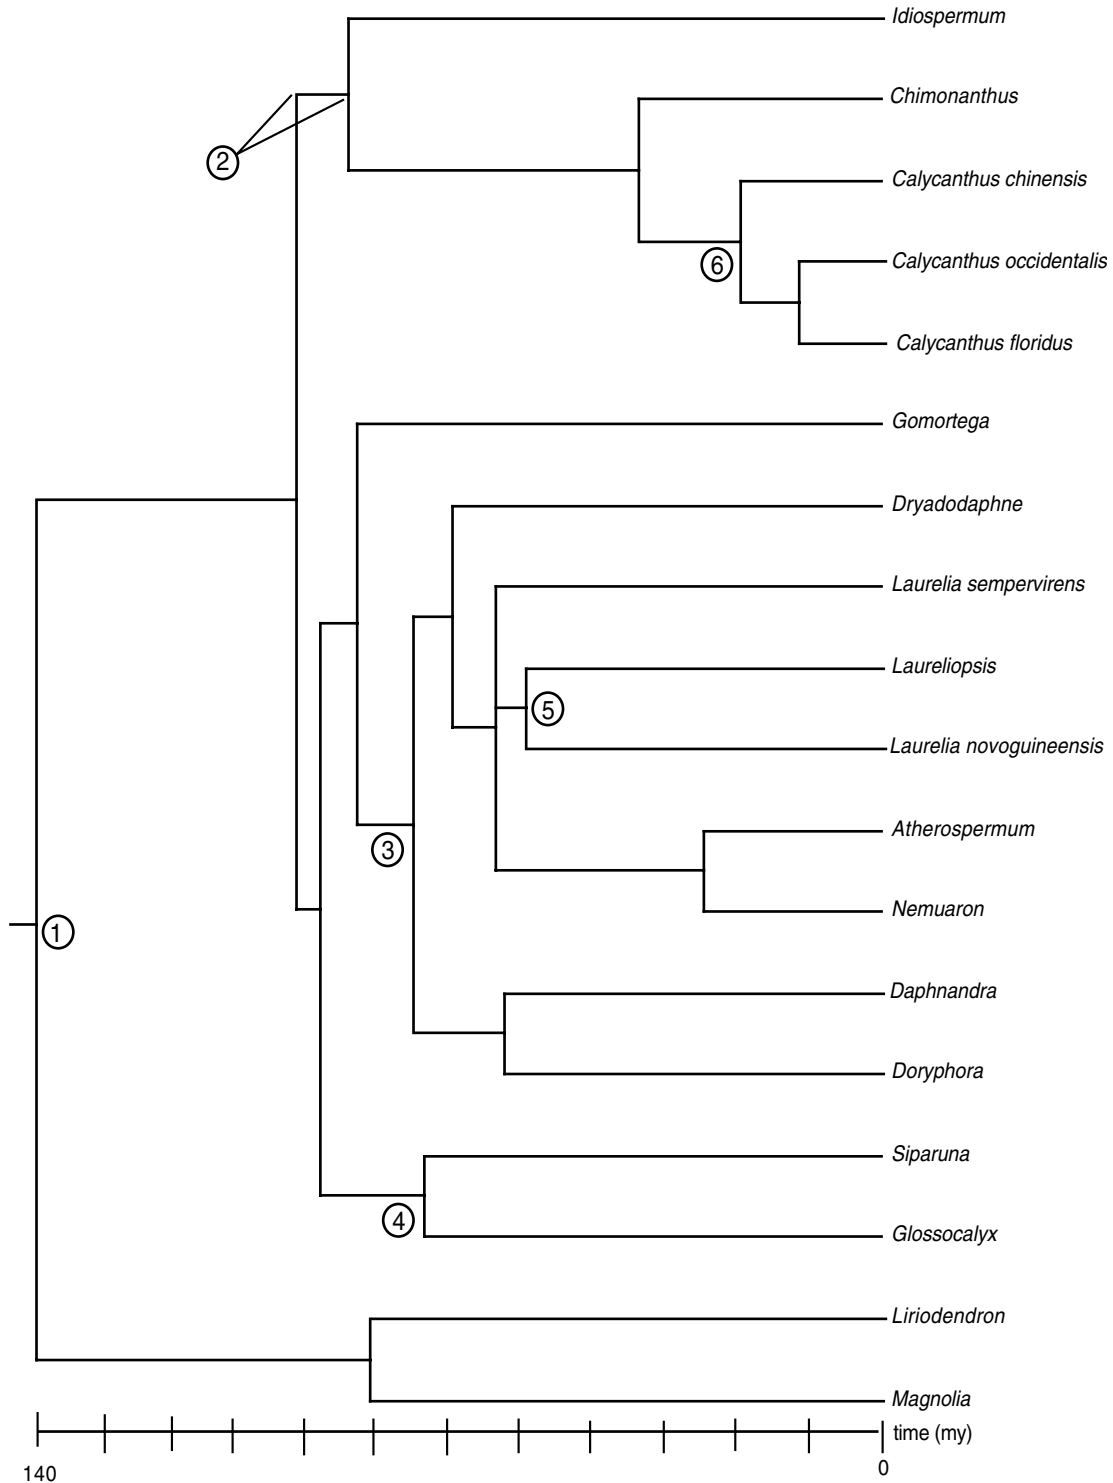 Idiospermum
Chimonanthus
2
Calycanthus chinensis
6
Calycanthus occidentalis
Calycanthus floridus
Gomortega
Dryadodaphne
Laurelia sempervirens
Laureliopsis
5
Laurelia novoguineensis
Atherospermum
3
Nemuaron
1
Daphnandra
Doryphora
Siparuna
4
Glossocalyx
Liriodendron
Magnolia
time (my)
140
0